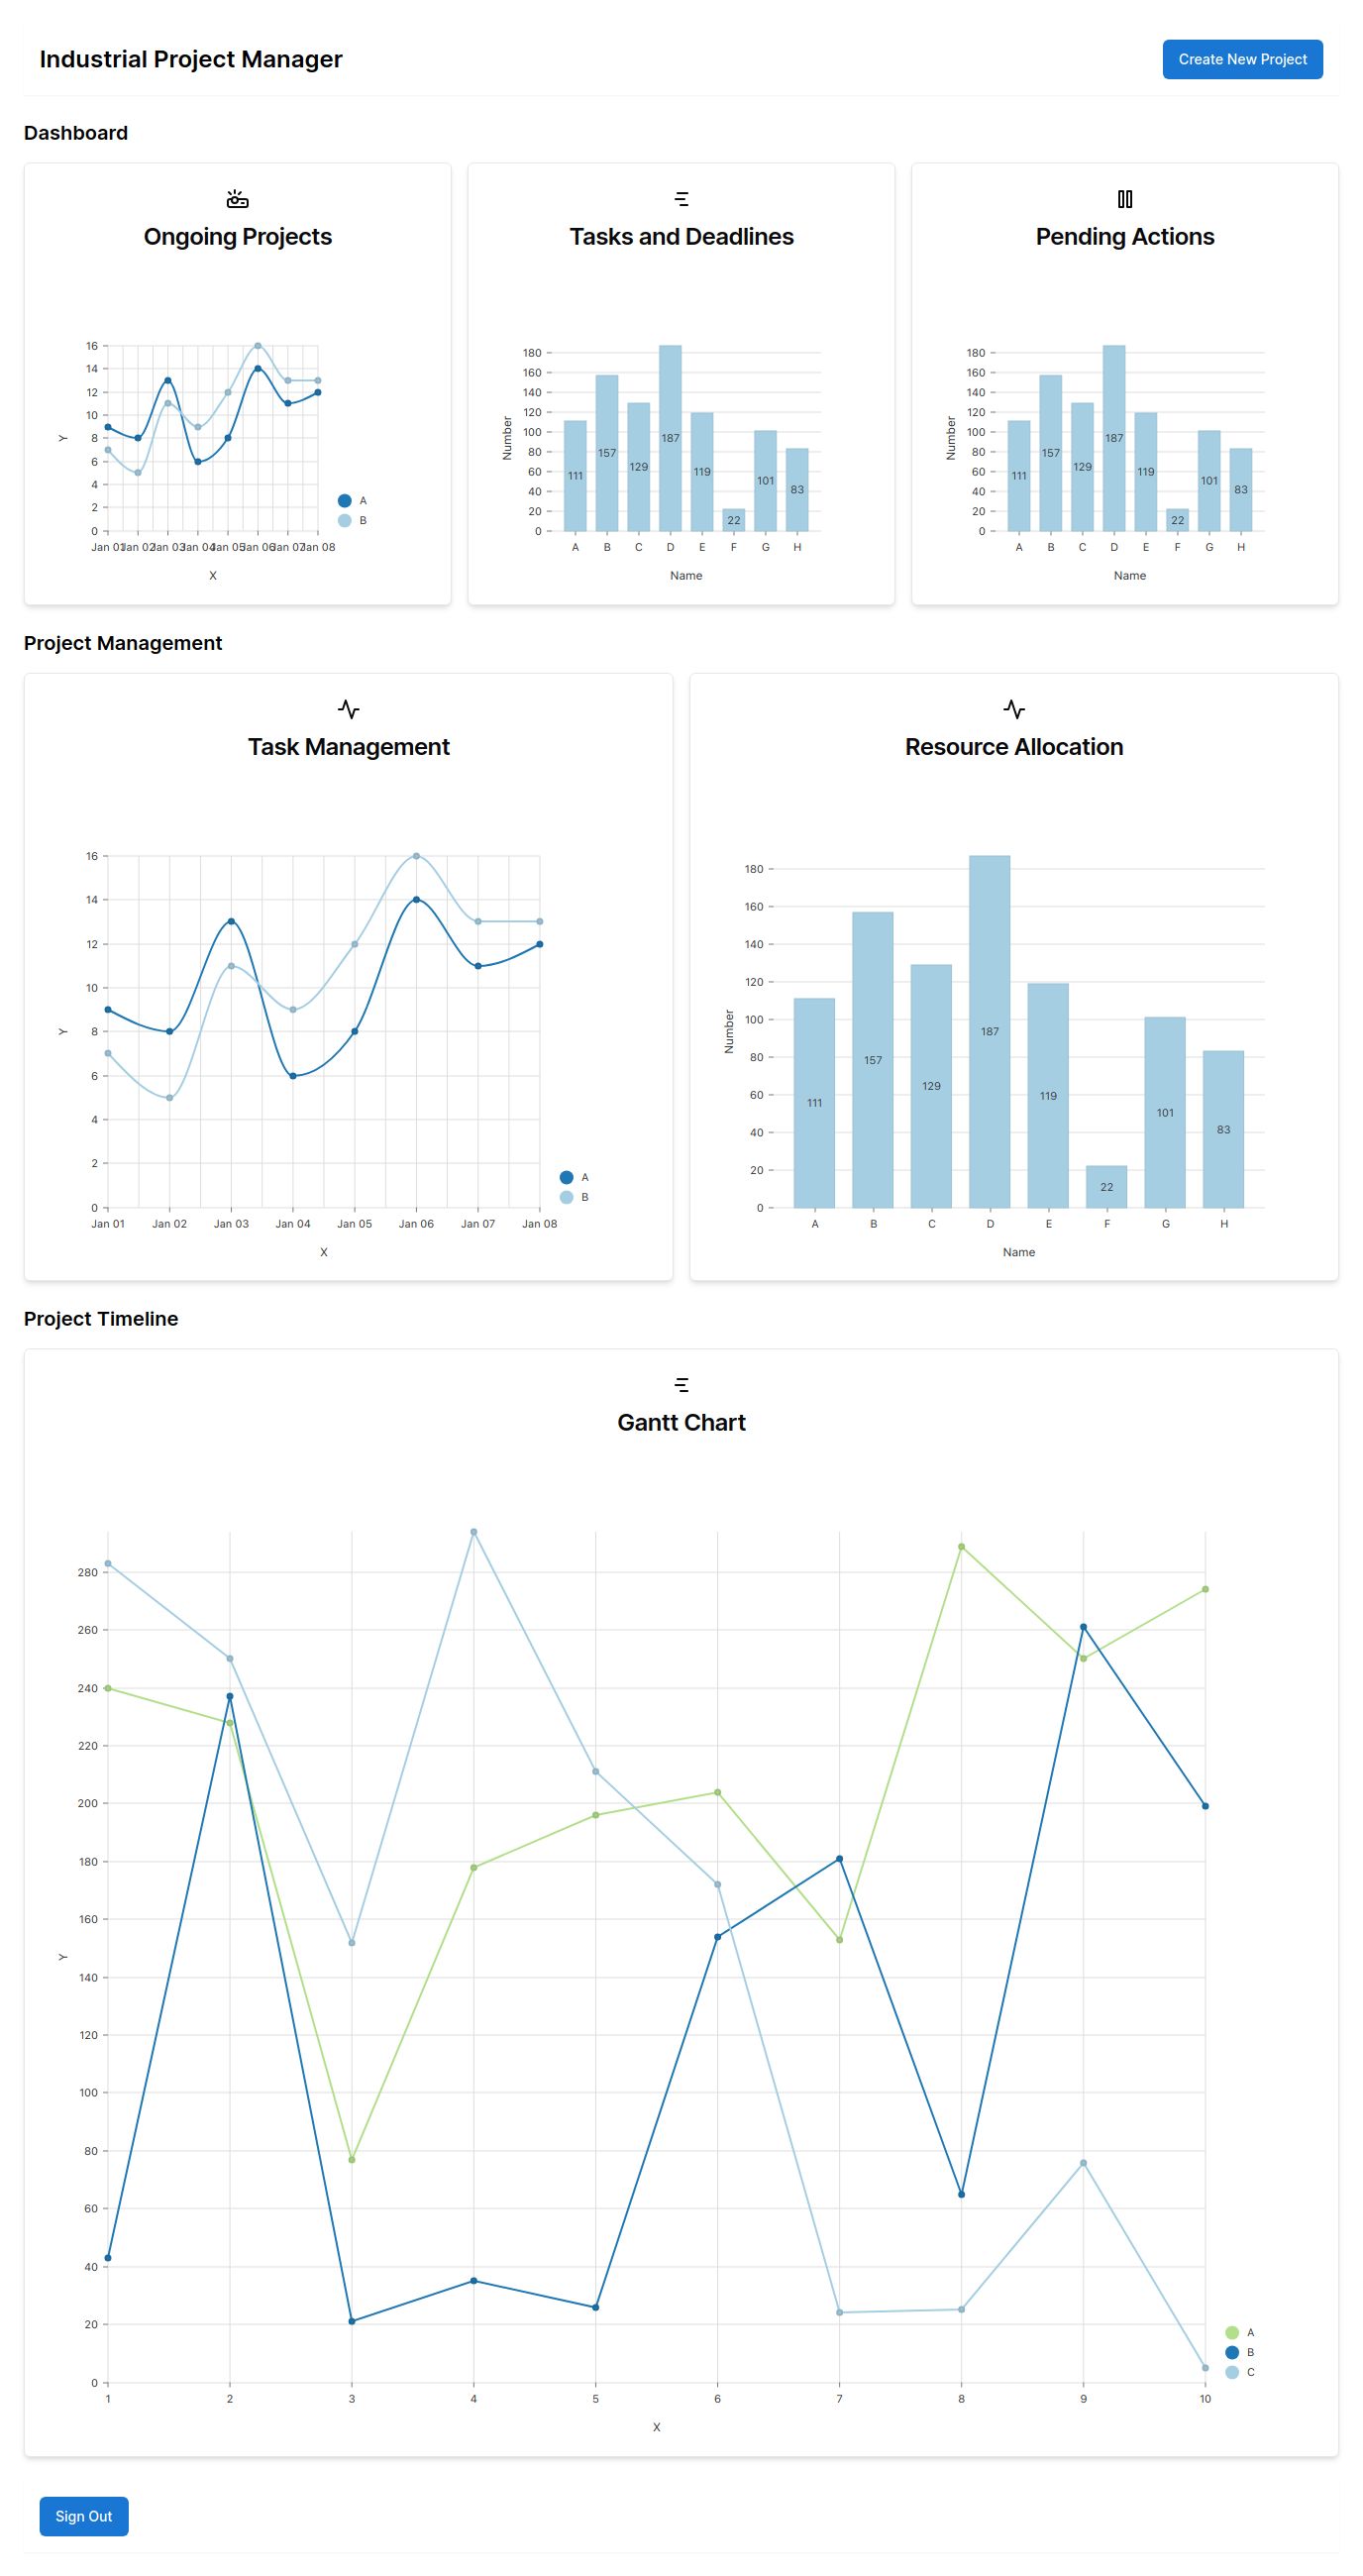 Industrial Project Manager
Create New Project
Dashboard
Ongoing Projects
16
14
12
10
8
6
4
2
0
Y
Jan 01 Jan 02 Jan 03 Jan 04 Jan 05 Jan 06 Jan 07 Jan 08
X
A
B
Tasks and Deadlines
180
160
140
120
100
80
60
40
20
0
Number
111 157 129 187 119 22 101 83
A B C D E F G H
Name
Pending Actions
180
160
140
120
100
80
60
40
20
0
Number
111 157 129 187 119 22 101 83
A B C D E F G H
Name
Project Management
Task Management
16
14
12
10
8
6
4
2
0
Y
Jan 01 Jan 02 Jan 03 Jan 04 Jan 05 Jan 06 Jan 07 Jan 08
X
A
B
Resource Allocation
180
160
140
120
100
80
60
40
20
0
Number
111 157 129 187 119 22 101 83
A B C D E F G H
Name
Project Timeline
Gantt Chart
280
260
240
220
200
180
160
140
120
100
80
60
40
20
0
Y
1 2 3 4 5 6 7 8 9 10
X
A
B
C
Sign Out